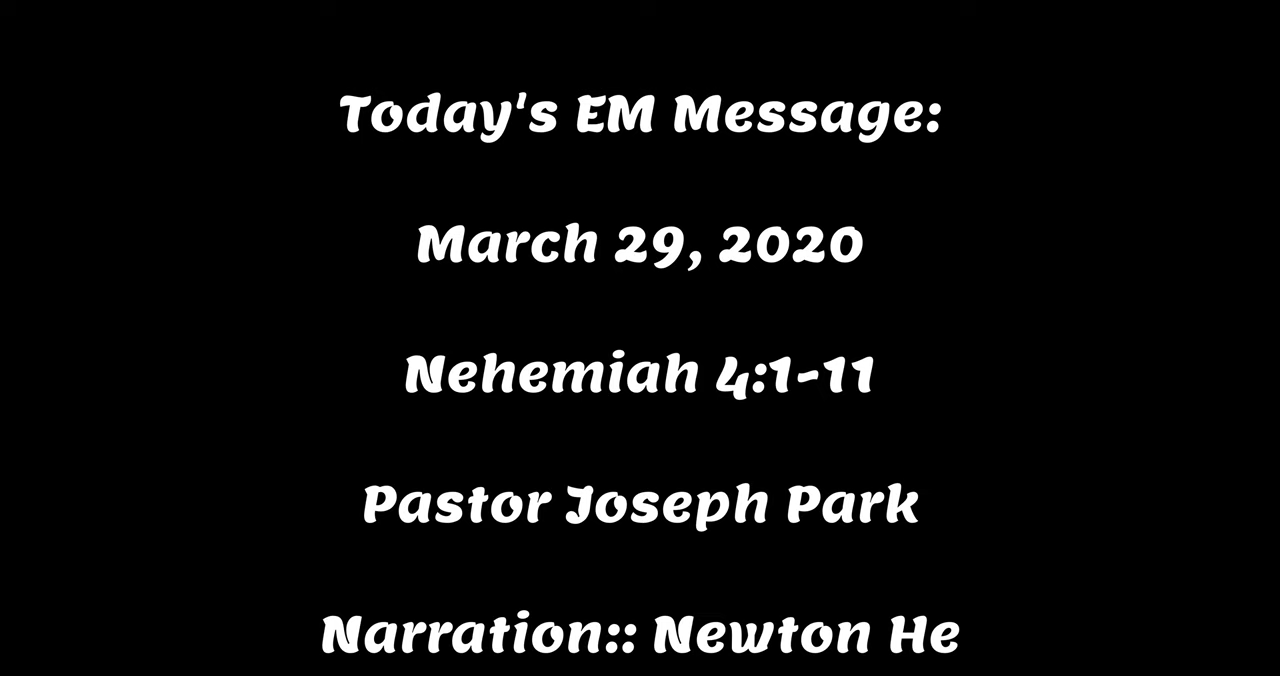 Today's EM Message:
March 29, 2020
Nehemiah 4:1-11
Pastor Joseph Park
Narration:: Newton He